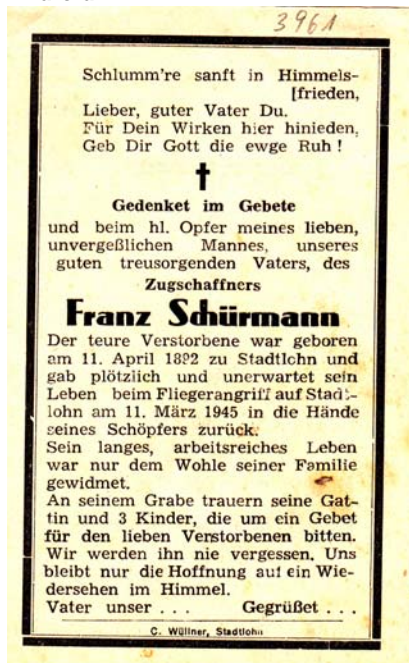 3961
Schlumm're sanft in Himmels-
[frieden,
Lieber, guter Vater Du.
Für Dein Wirken hier hinieden,
Geb Dir Gott die ewge Ruh !
Gedenket im Gebete
und beim hl. Opfer meines lieben,
unvergeßlichen Mannes, unseres
guten treusorgenden Vaters, des
Zugschaffners
Franz Schürmann
Der teure Verstorbene war geboren
am 11. April 1892 zu Stadtlohn und
gab plötzlich und unerwartet sein
Leben beim Fliegerangriff auf Stadt-
lohn am 11. März 1945 in die Hände
seines Schöpfers zurück.
Sein langes, arbeitsreiches Leben
war nur dem Wohle seiner Familie
gewidmet.
An seinem Grabe trauern seine Gat-
tin und 3 Kinder, die um ein Gebet
für den lieben Verstorbenen bitten.
Wir werden ihn nie vergessen. Uns
bleibt nur die Hoffnung auf ein Wie-
dersehen im Himmel.
Vater unser . . . Gegrüßet . . .
C. Wüllner, Stadtlohn